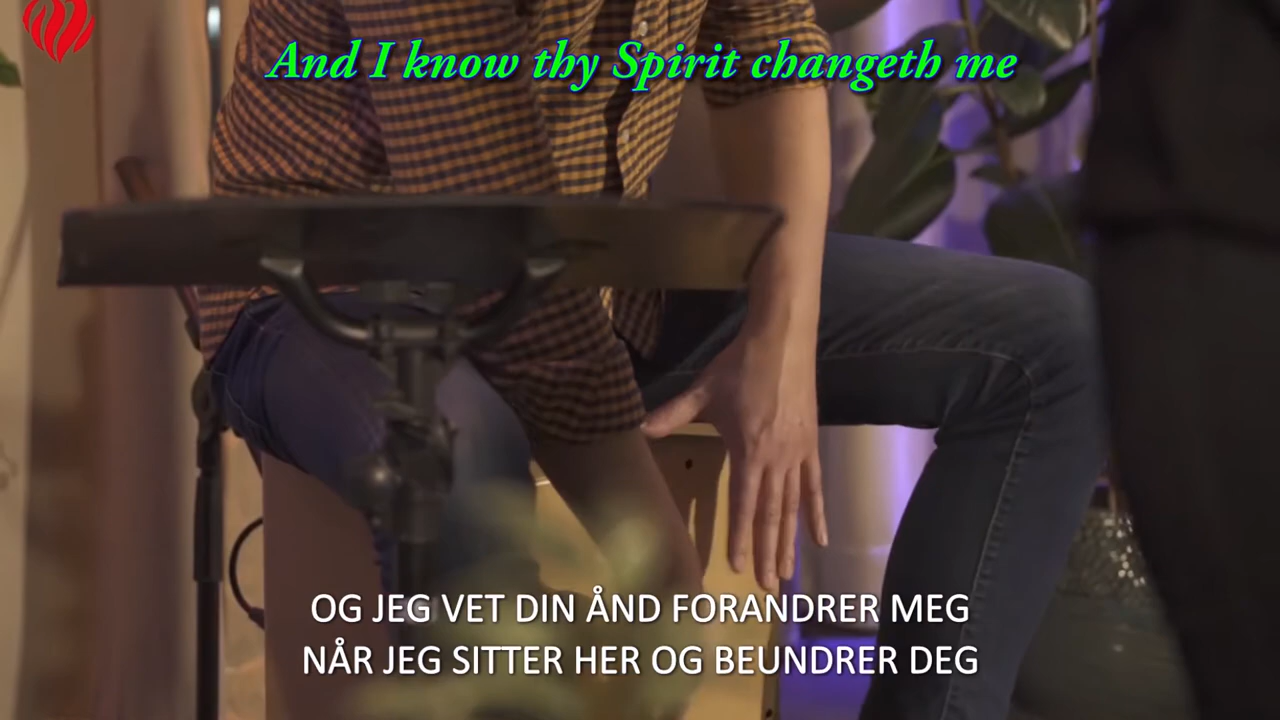 And I know thy Spirit changeth me
OG JEG VET DIN ÅND FORANDRER MEG
NÅR JEG SITTER HER OG BEUNDRER DEG